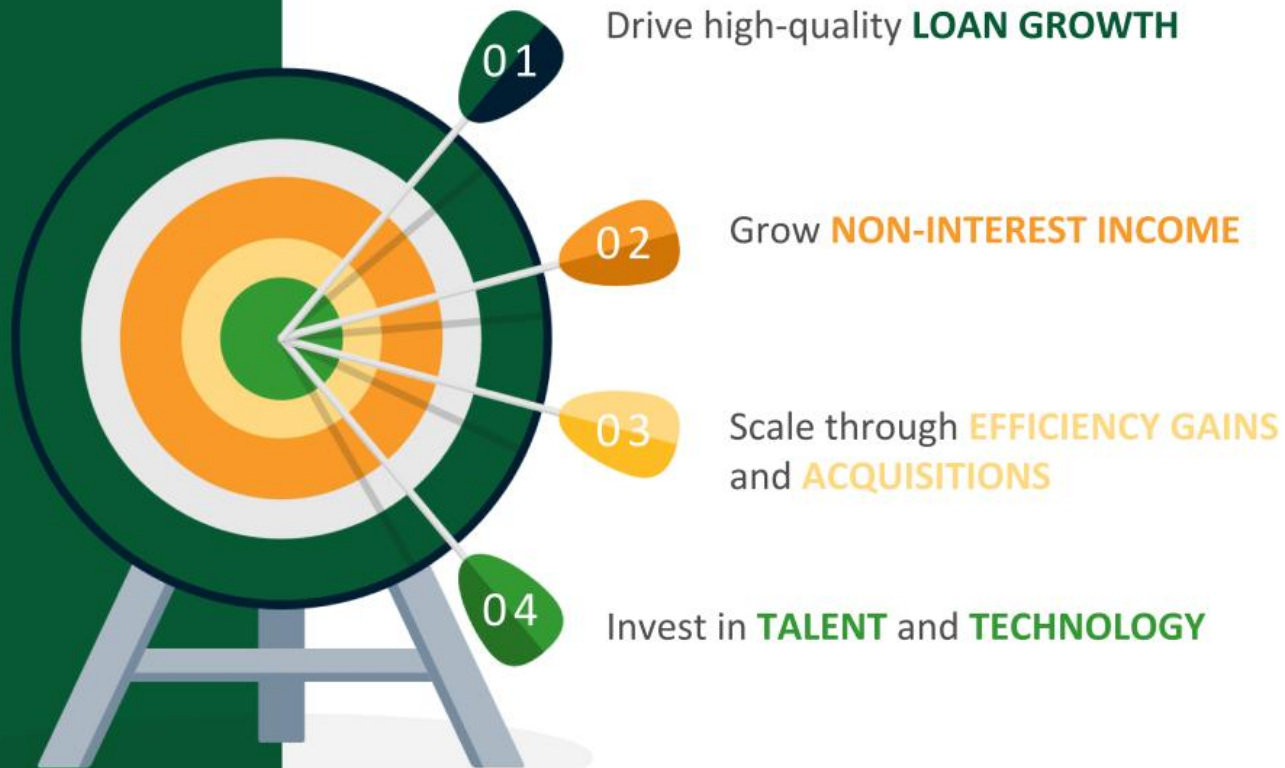 01
Drive high-quality LOAN GROWTH
02
Grow NON-INTEREST INCOME
03
Scale through EFFICIENCY GAINS
and ACQUISITIONS
04
Invest in TALENT and TECHNOLOGY